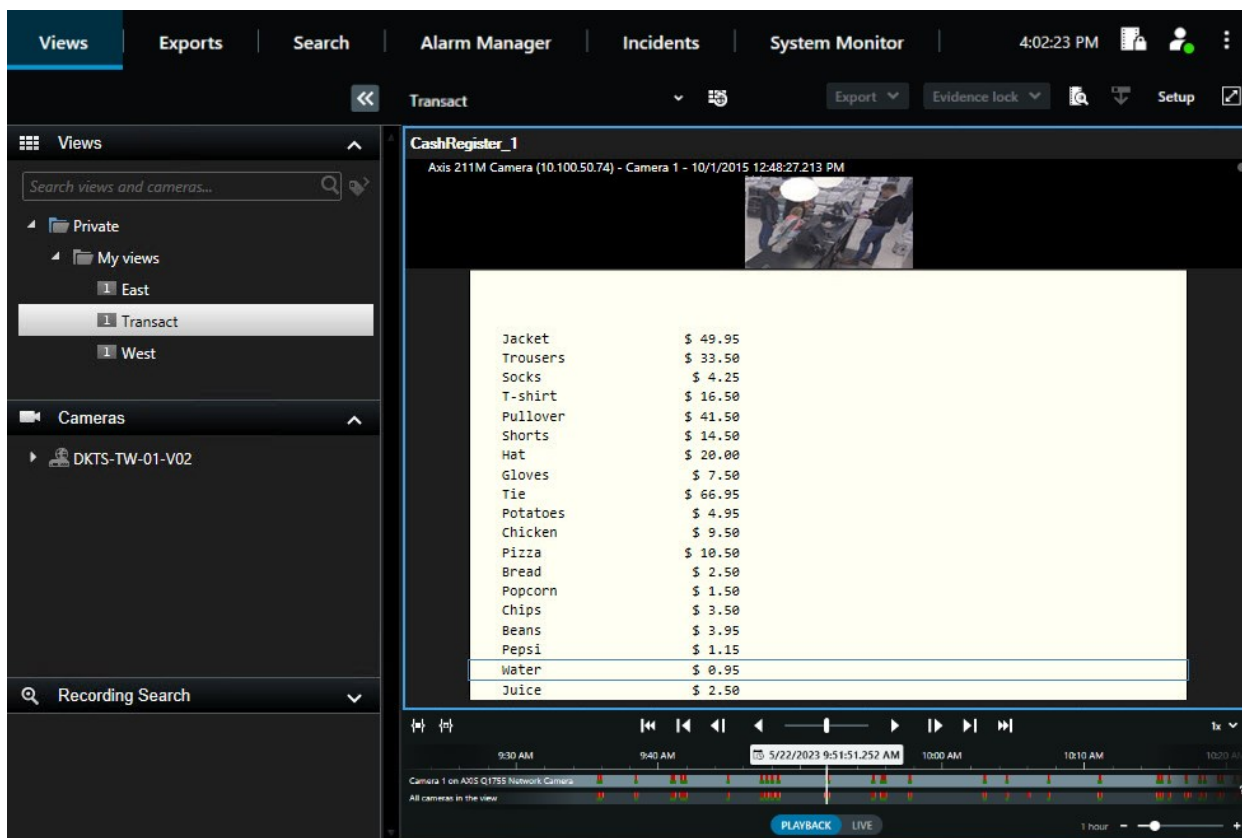 Views Exports Search Alarm Manager Incidents System Monitor 4:02:23 PM
Transact Export Evidence lock Setup
Views
Search views and cameras...
Private
My views
1 East
1 Transact
1 West
Cameras
DKTS-TW-01-V02
Recording Search
CashRegister_1
Axis 211M Camera (10.100.50.74) - Camera 1 - 10/1/2015 12:48:27.213 PM
Jacket $ 49.95
Trousers $ 33.50
Socks $ 4.25
T-shirt $ 16.50
Pullover $ 41.50
Shorts $ 14.50
Hat $ 20.00
Gloves $ 7.50
Tie $ 66.95
Potatoes $ 4.95
Chicken $ 9.50
Pizza $ 10.50
Bread $ 2.50
Popcorn $ 1.50
Chips $ 3.50
Beans $ 3.95
Pepsi $ 1.15
Water $ 0.95
Juice $ 2.50
1x
9:30 AM 9:40 AM 5/22/2023 9:51:51.252 AM 10:00 AM 10:10 AM 10:20 AM
Camera 1 on AXIS Q1755 Network Camera
All cameras in the view
PLAYBACK LIVE
1 hour